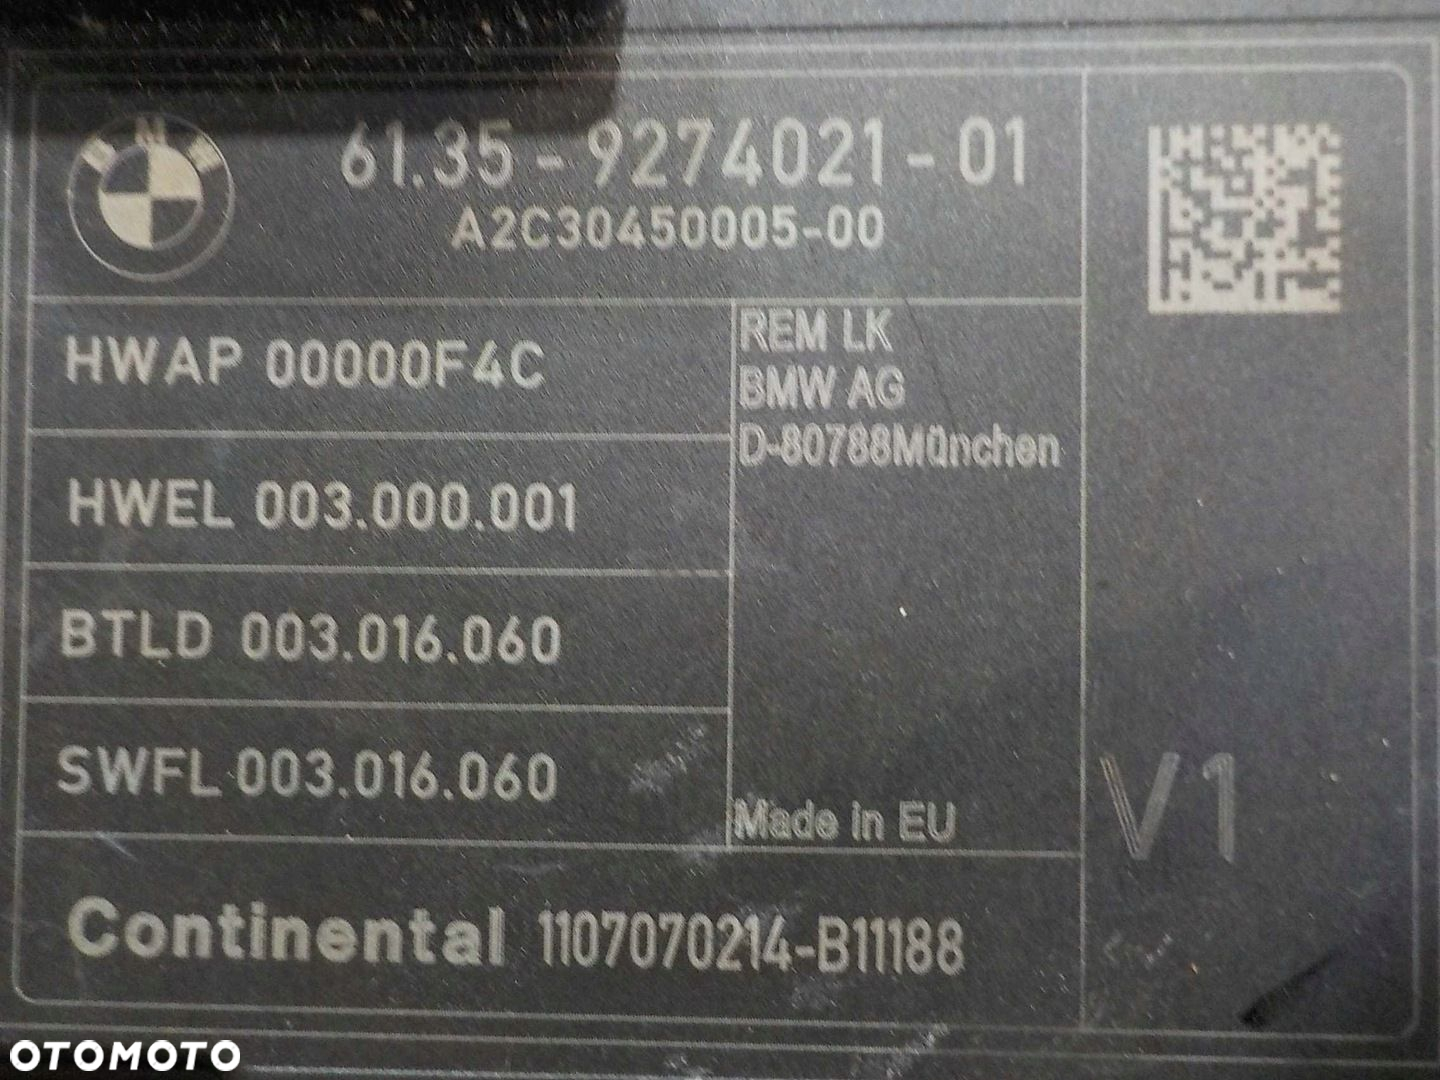 BMW
61.35 - 9274021 - 01
A2C30450005-00
HWAP 00000F4C
REM LK
BMW AG
D-80788München
HWEL 003.000.001
BTLD 003.016.060
SWFL 003.016.060
Made in EU
V1
Continental 1107070214-B11188
OTOMOTO